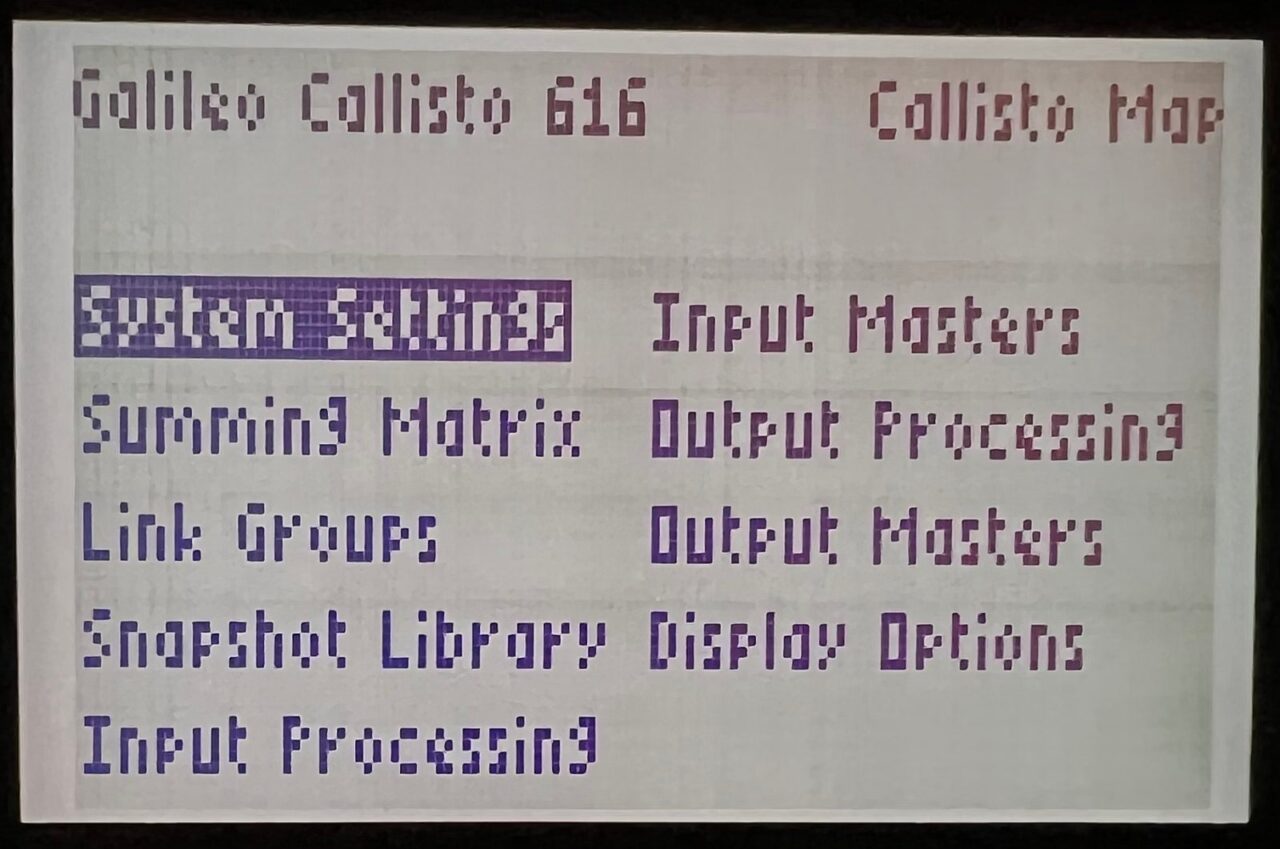 Galileo Callisto 616 Callisto Map
System Settings Input Masters
Summing Matrix Output Processing
Link Groups Output Masters
Snapshot Library Display Options
Input Processing